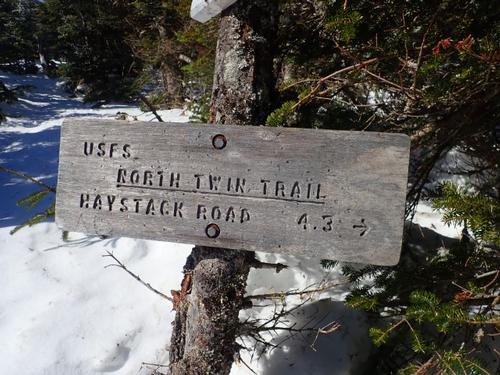 USFS
NORTH TWIN TRAIL
HAYSTACK ROAD 4.3 →